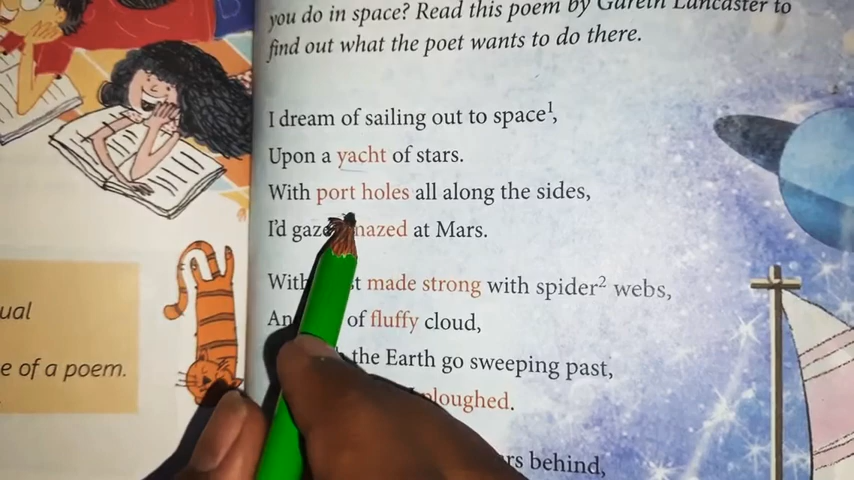 you do in space? Read this poem by Gareth Lancaster to
find out what the poet wants to do there.
I dream of sailing out to space¹,
Upon a yacht of stars.
With port holes all along the sides,
I'd gaze amazed at Mars.
With made strong with spider² webs,
of fluffy cloud,
the Earth go sweeping past,
ploughed.
behind,
ual
e of a poem.